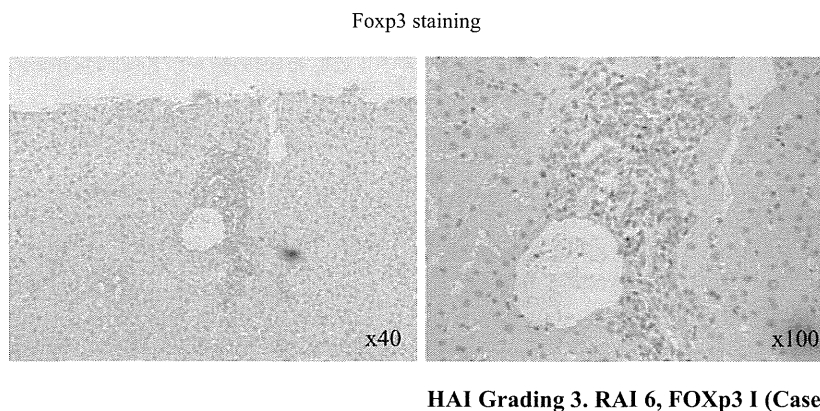 Foxp3 staining
x40
x100
HAI Grading 3. RAI 6, FOXp3 I (Case